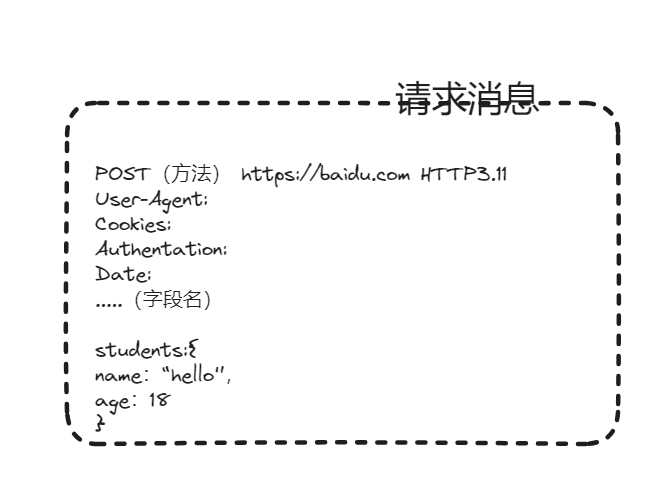 请求消息
POST（方法） https://baidu.com HTTP3.11
User-Agent:
Cookies:
Authentation:
Date:
.....（字段名）
students:{
name：“hello”，
age：18
}